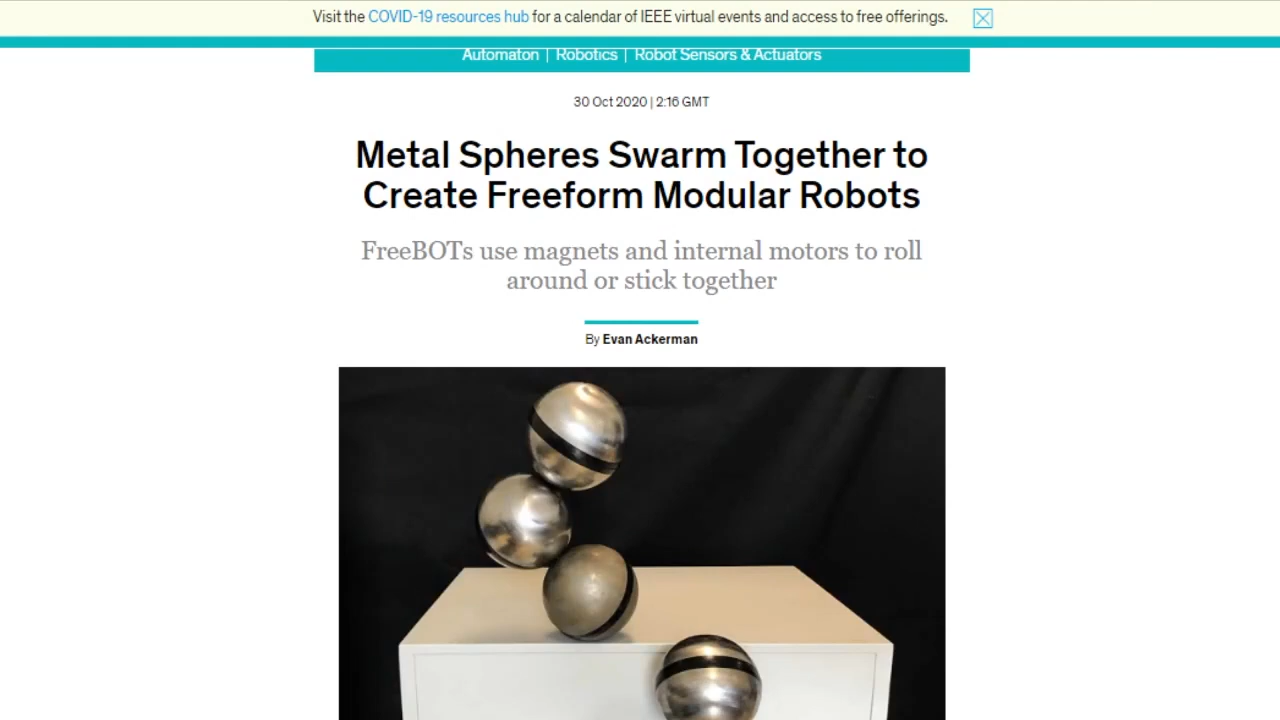 Visit the COVID-19 resources hub for a calendar of IEEE virtual events and access to free offerings.
Automaton | Robotics | Robot Sensors & Actuators
30 Oct 2020 | 2:16 GMT
Metal Spheres Swarm Together to
Create Freeform Modular Robots
FreeBOTs use magnets and internal motors to roll
around or stick together
By Evan Ackerman